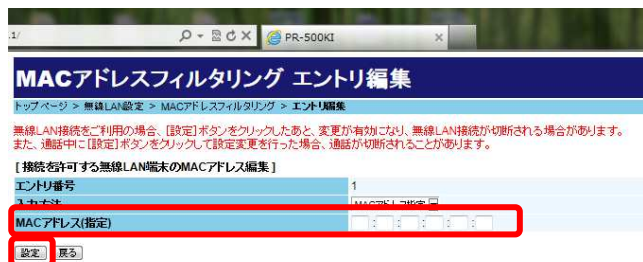 .1/
PR-500KI
MACアドレスフィルタリング エントリ編集
トップページ > 無線LAN設定 > MACアドレスフィルタリング > エントリ編集
無線LAN接続をご利用の場合、[設定]ボタンをクリックしたあと、変更が有効になり、無線LAN接続が切断される場合があります。
また、通話中に[設定]ボタンをクリックして設定変更を行った場合、通話が切断されることがあります。
[接続を許可する無線LAN端末のMACアドレス編集]
エントリ番号 1
入力方法 MACアドレス指定
MACアドレス(指定) : : : : :
設定 戻る